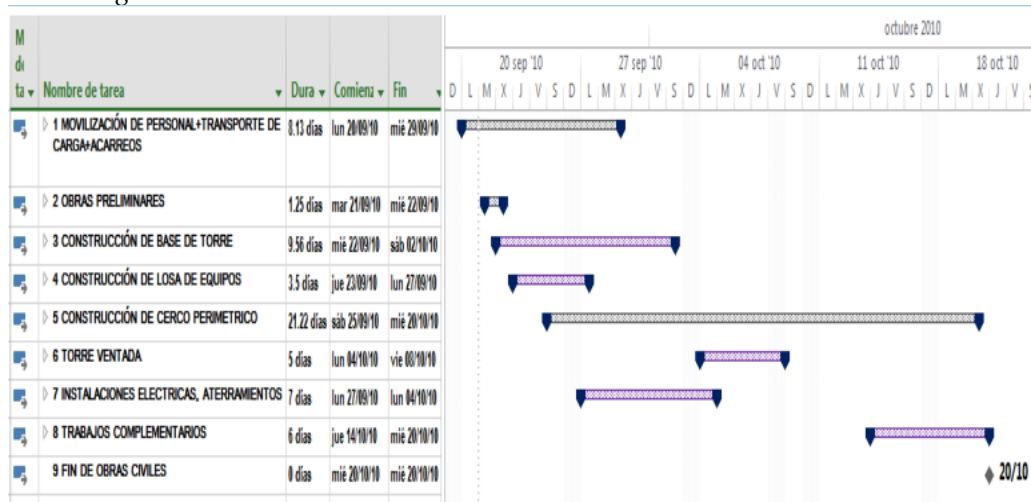 octubre 2010
M
de
ta Nombre de tarea Dura Comienz Fin
20 sep '10 27 sep '10 04 oct '10 11 oct '10 18 oct '10
D L M X J V S D L M X J V S D L M X J V S D L M X J V S D L M X J V S
1 MOVILIZACIÓN DE PERSONAL+TRANSPORTE DE 8.13 días lun 20/09/10 mié 29/09/10
CARGA+ACARREOS
2 OBRAS PRELIMINARES 1.25 días mar 21/09/10 mié 22/09/10
3 CONSTRUCCIÓN DE BASE DE TORRE 9.56 días mié 22/09/10 sáb 02/10/10
4 CONSTRUCCIÓN DE LOSA DE EQUIPOS 3.5 días jue 23/09/10 lun 27/09/10
5 CONSTRUCCIÓN DE CERCO PERIMETRICO 21.22 días sáb 25/09/10 mié 20/10/10
6 TORRE VENTADA 5 días lun 04/10/10 vie 08/10/10
7 INSTALACIONES ELECTRICAS, ATERRAMIENTOS 7 días lun 27/09/10 lun 04/10/10
8 TRABAJOS COMPLEMENTARIOS 6 días jue 14/10/10 mié 20/10/10
9 FIN DE OBRAS CIVILES 0 días mié 20/10/10 mié 20/10/10
20/10